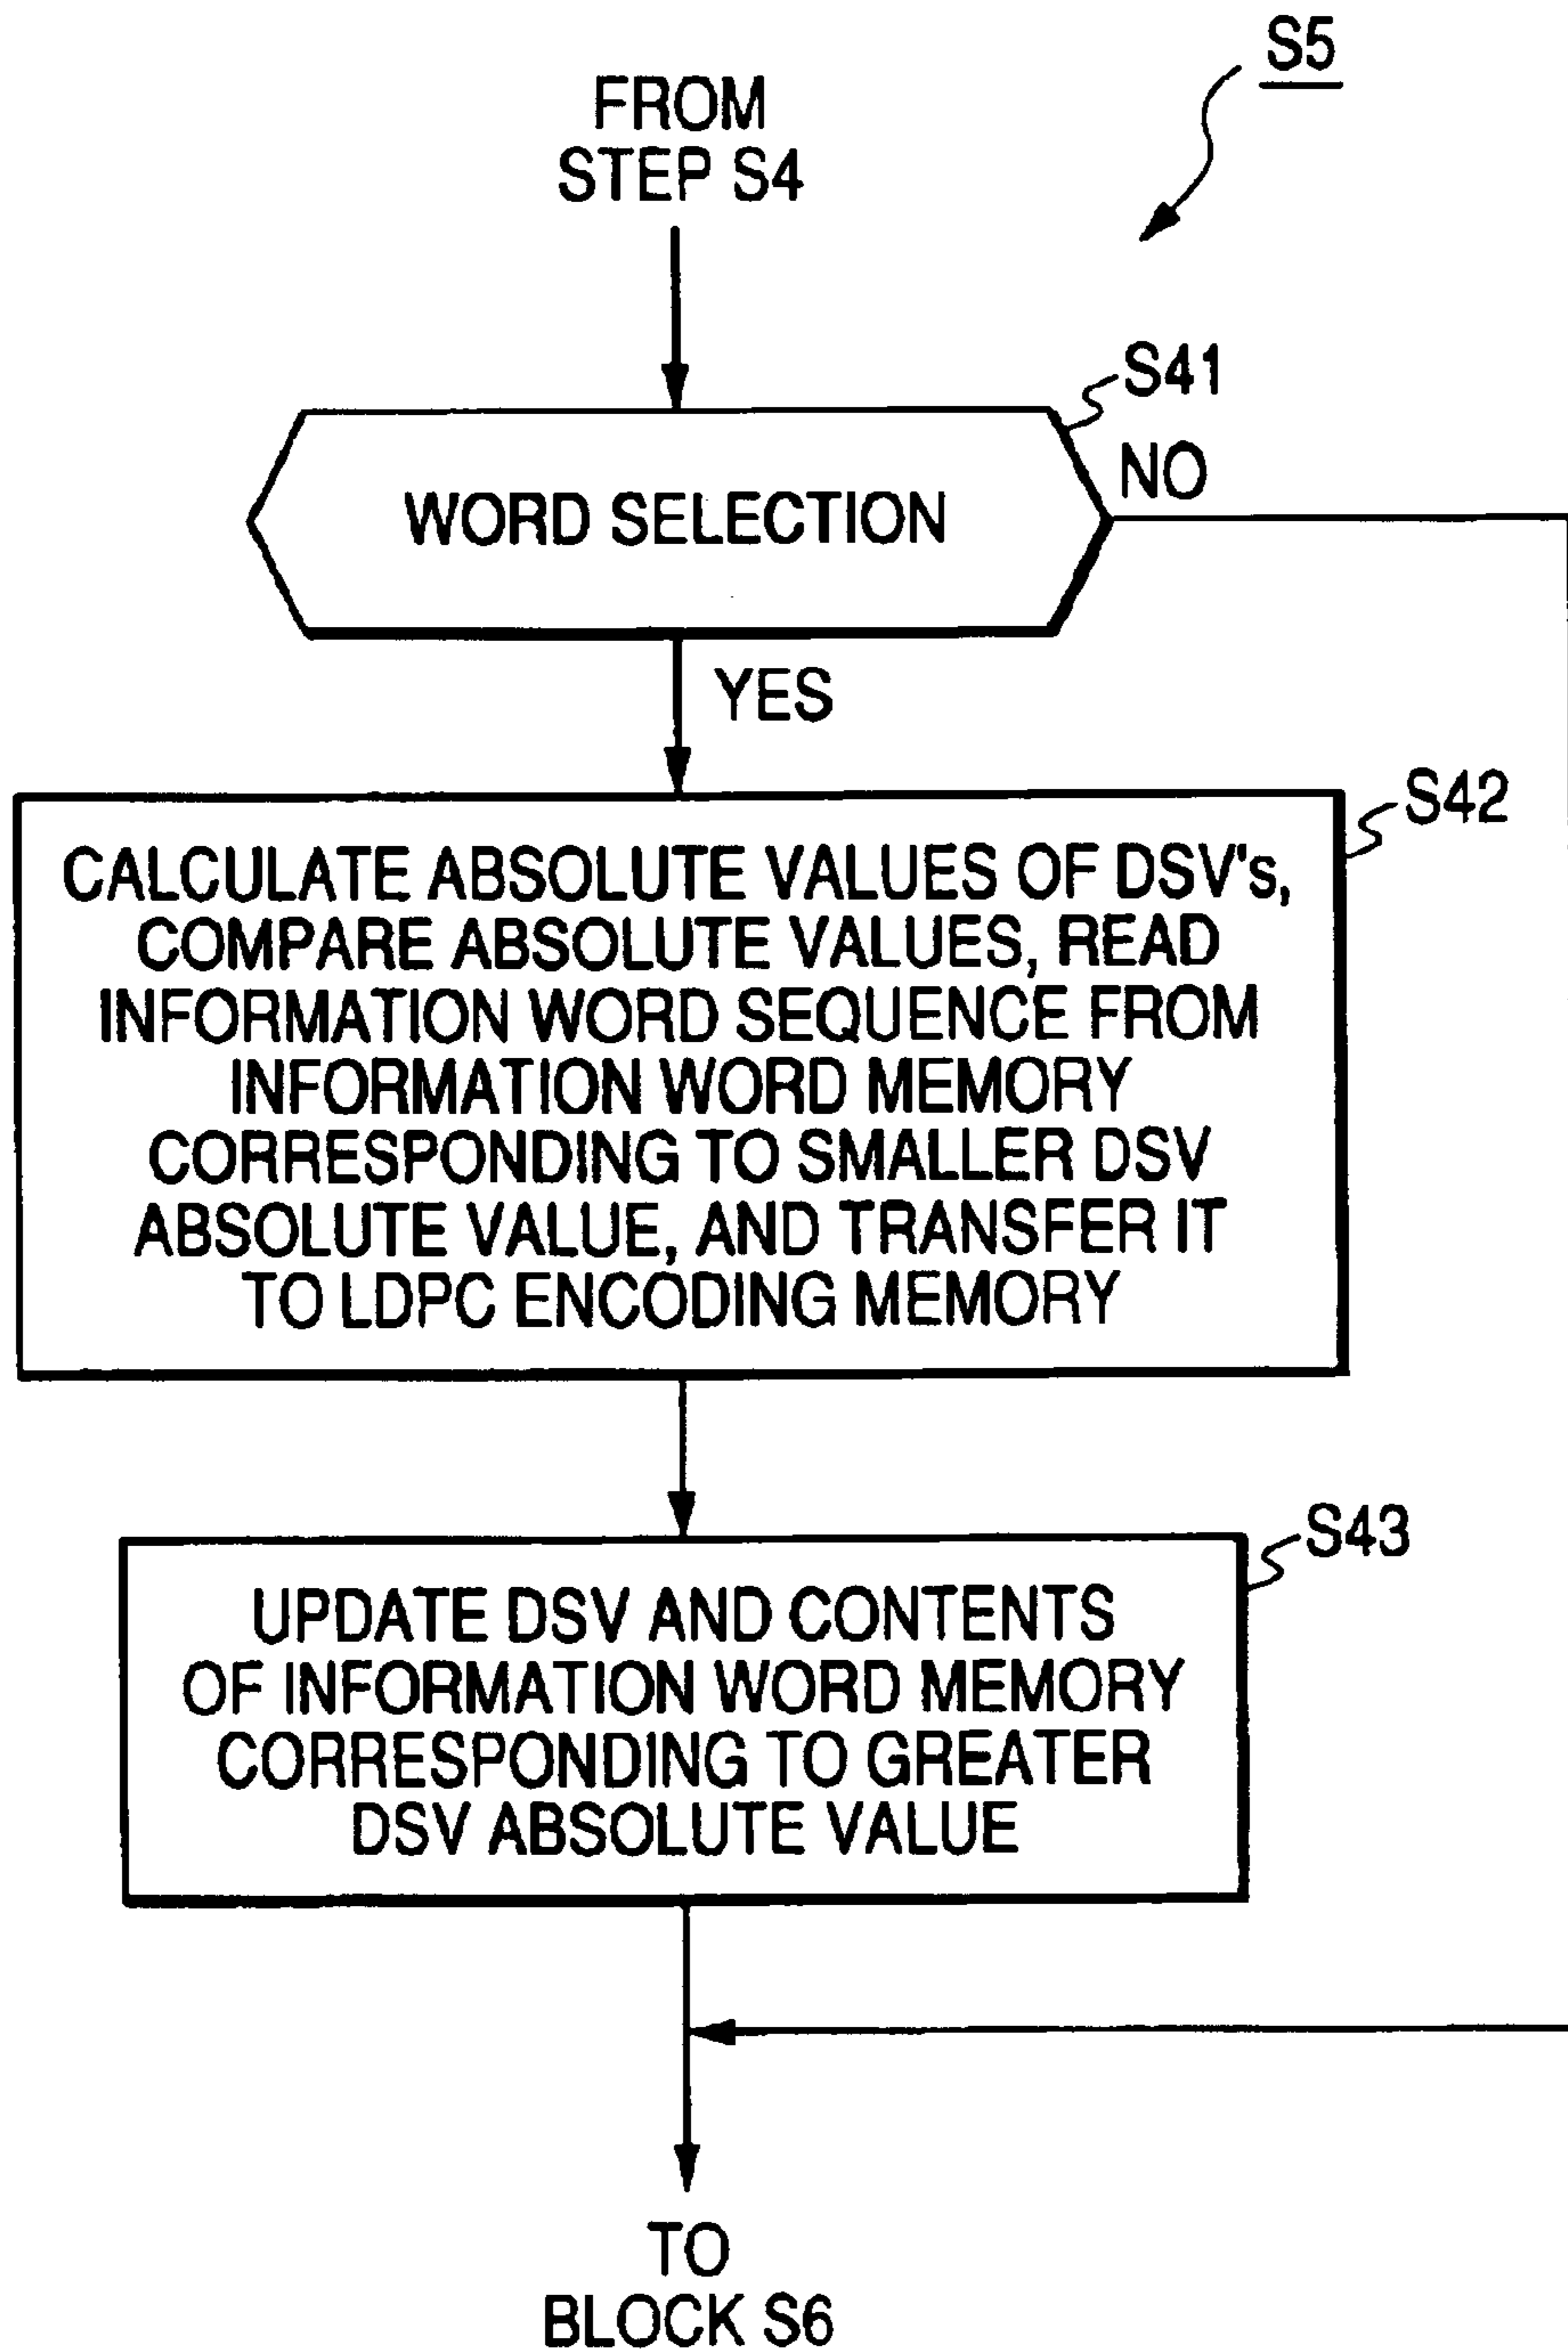 S5
FROM
STEP S4
S41
NO
WORD SELECTION
YES
S42
CALCULATE ABSOLUTE VALUES OF DSV's,
COMPARE ABSOLUTE VALUES, READ
INFORMATION WORD SEQUENCE FROM
INFORMATION WORD MEMORY
CORRESPONDING TO SMALLER DSV
ABSOLUTE VALUE, AND TRANSFER IT
TO LDPC ENCODING MEMORY
S43
UPDATE DSV AND CONTENTS
OF INFORMATION WORD MEMORY
CORRESPONDING TO GREATER
DSV ABSOLUTE VALUE
TO
BLOCK S6